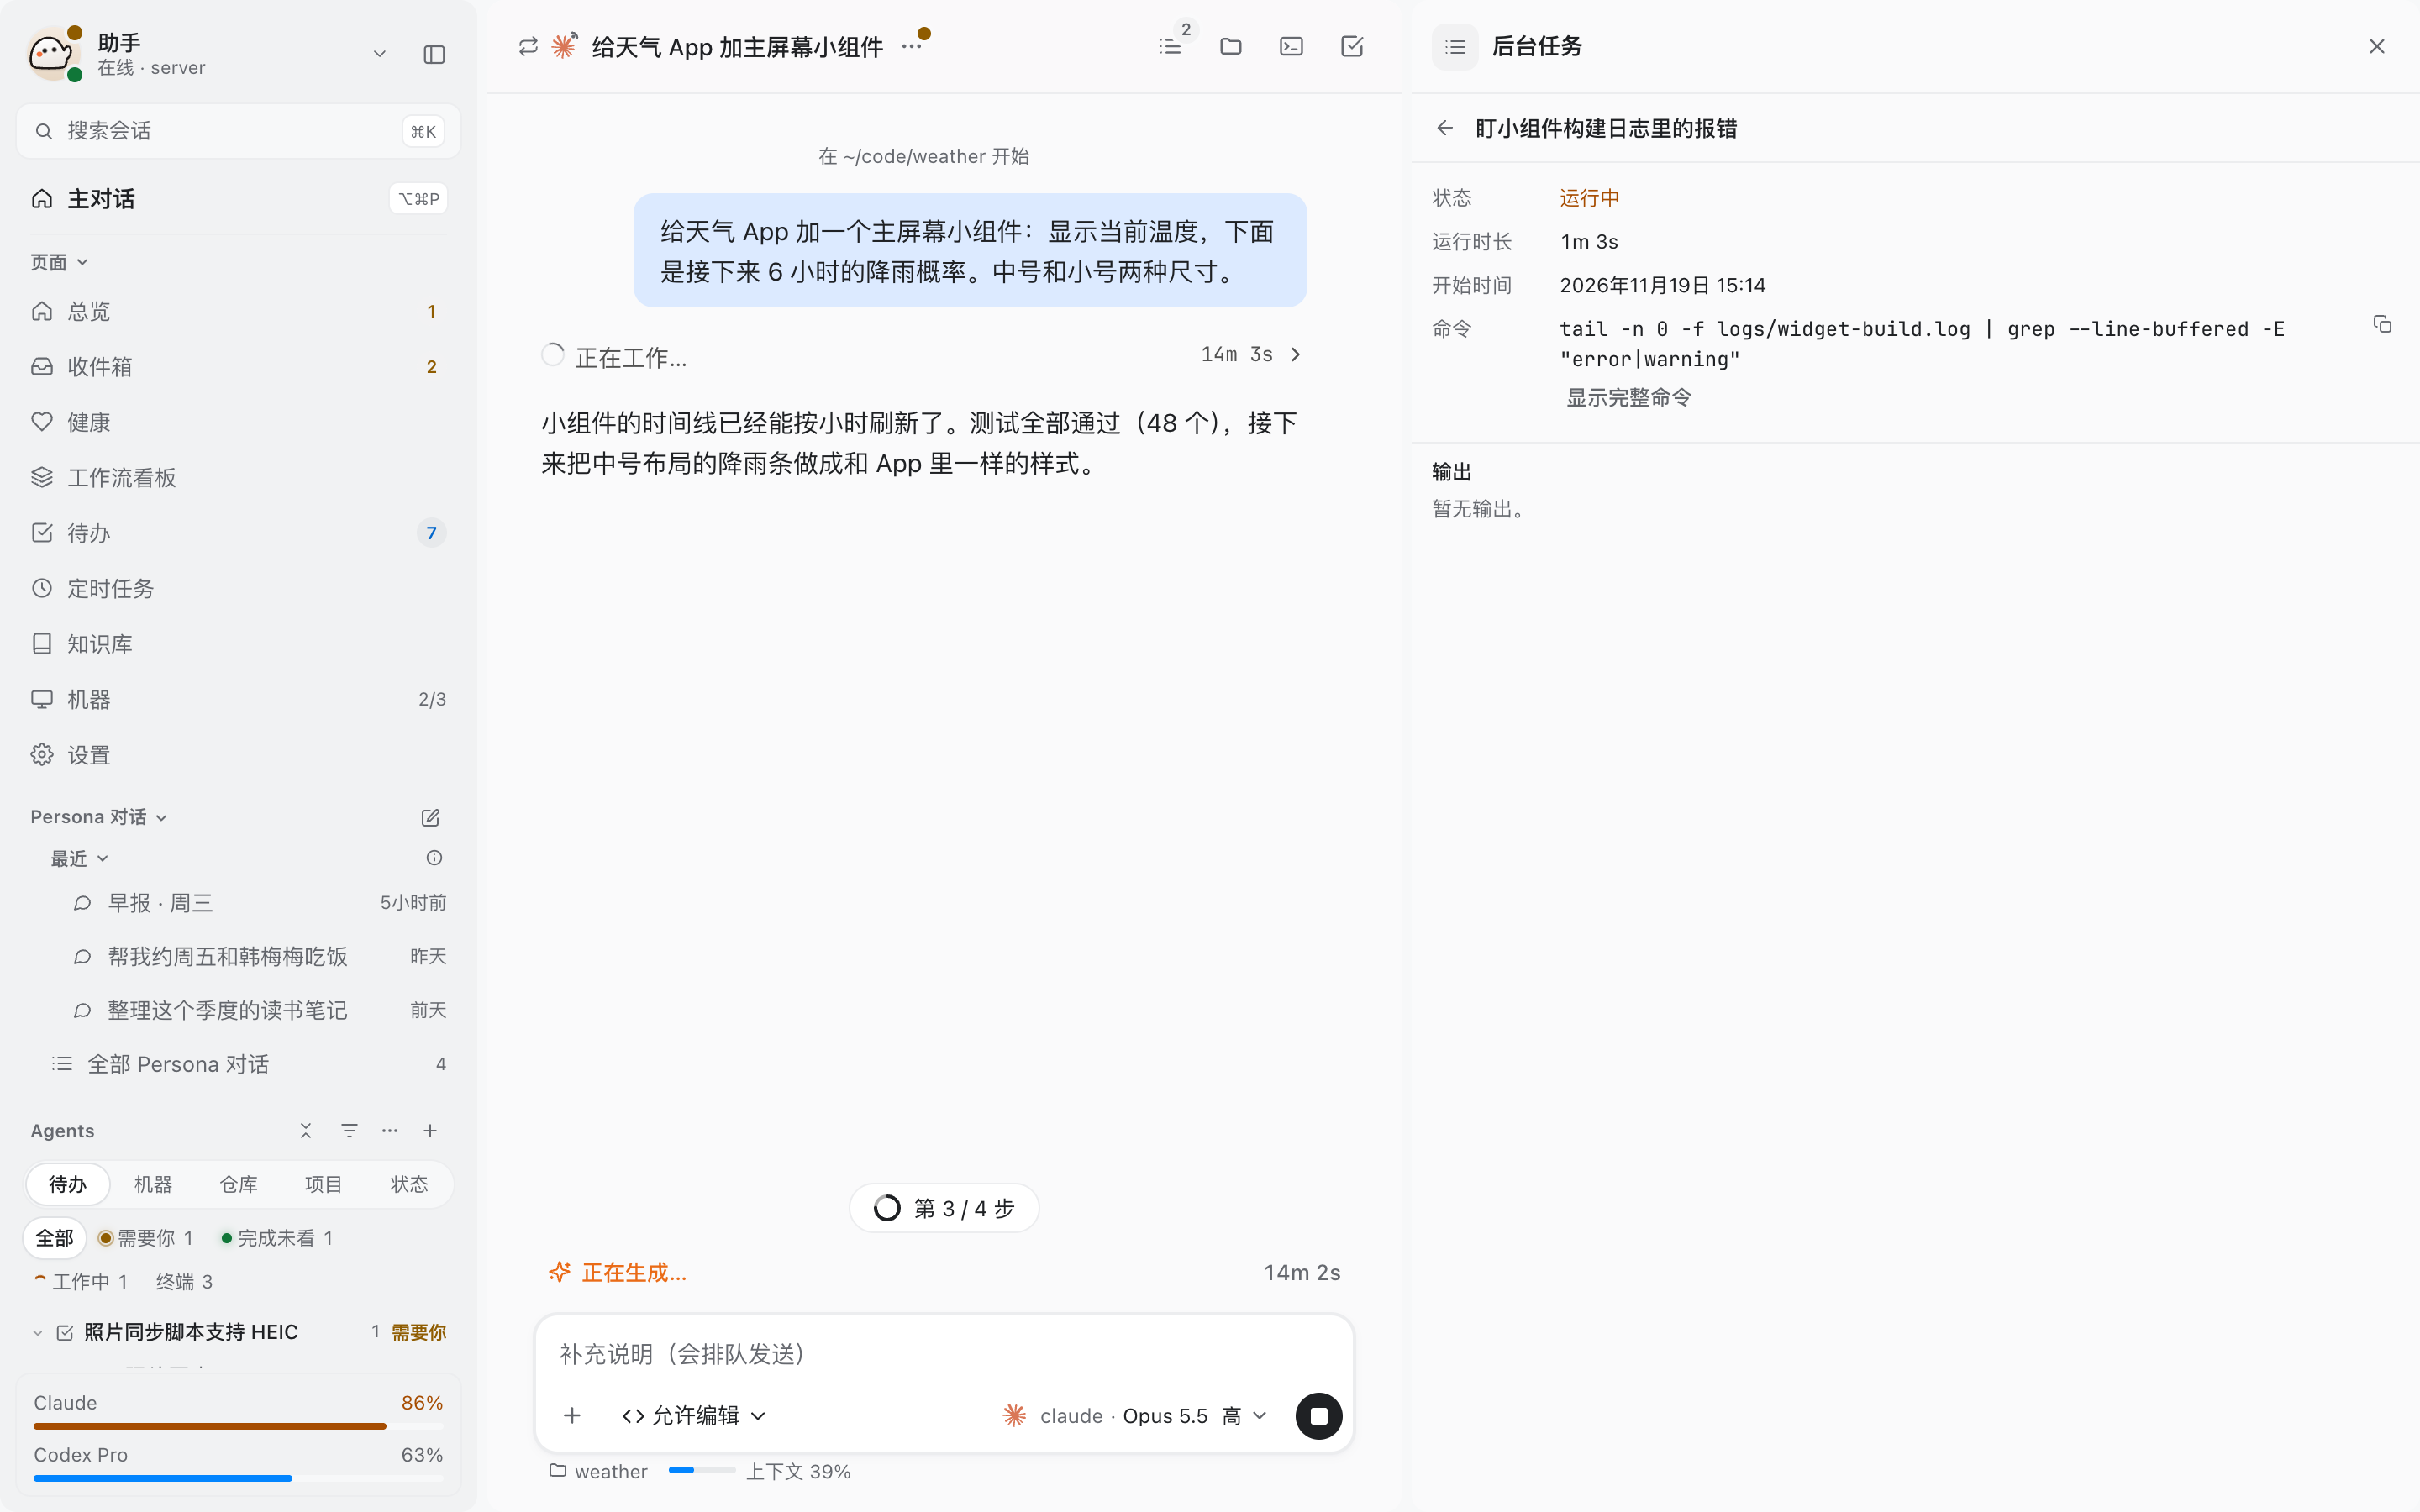 助手
在线 · server
搜索会话
⌘K
主对话
⌥⌘P
页面
总览
1
收件箱
2
健康
工作流看板
待办
7
定时任务
知识库
机器
2/3
设置
Persona 对话
最近
早报 · 周三
5小时前
帮我约周五和韩梅梅吃饭
昨天
整理这个季度的读书笔记
前天
全部 Persona 对话
4
Agents
待办
机器
仓库
项目
状态
全部
需要你 1
完成未看 1
工作中 1
终端 3
照片同步脚本支持 HEIC
1 需要你
Claude
86%
Codex Pro
63%
给天气 App 加主屏幕小组件
2
在 ~/code/weather 开始
给天气 App 加一个主屏幕小组件：显示当前温度，下面
是接下来 6 小时的降雨概率。中号和小号两种尺寸。
正在工作...
14m 3s
小组件的时间线已经能按小时刷新了。测试全部通过（48 个），接下
来把中号布局的降雨条做成和 App 里一样的样式。
第 3 / 4 步
正在生成...
14m 2s
补充说明（会排队发送）
允许编辑
claude · Opus 5.5 高
weather
上下文 39%
后台任务
盯小组件构建日志里的报错
状态
运行中
运行时长
1m 3s
开始时间
2026年11月19日 15:14
命令
tail -n 0 -f logs/widget-build.log | grep --line-buffered -E
"error|warning"
显示完整命令
输出
暂无输出。